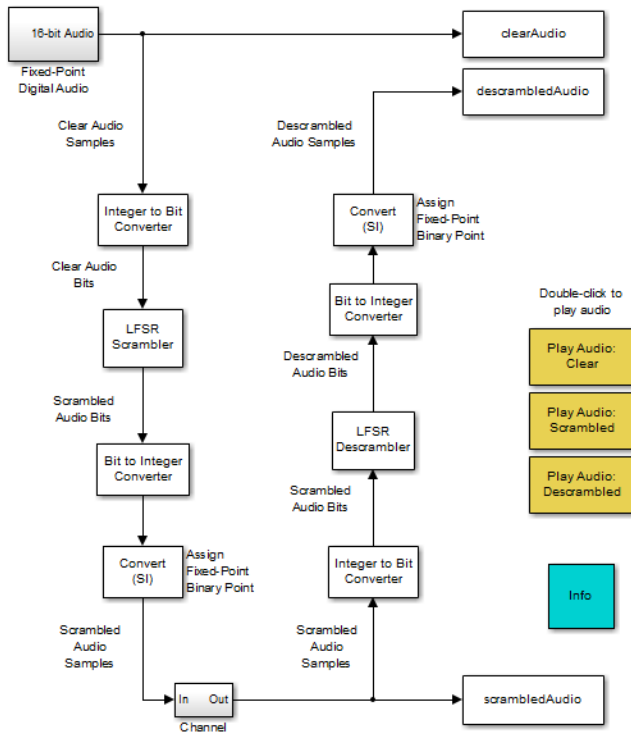 16-bit Audio
Fixed-Point
Digital Audio
clearAudio
descrambledAudio
Clear Audio
Samples
Descrambled
Audio Samples
Integer to Bit
Converter
Convert
(SI)
Assign
Fixed-Point
Binary Point
Clear Audio
Bits
LFSR
Scrambler
Bit to Integer
Converter
Double-click to
play audio
Play Audio:
Clear
Descrambled
Audio Bits
Scrambled
Audio Bits
LFSR
Descrambler
Play Audio:
Scrambled
Bit to Integer
Converter
Play Audio:
Descrambled
Scrambled
Audio Bits
Convert
(SI)
Assign
Fixed-Point
Binary Point
Integer to Bit
Converter
Info
Scrambled
Audio
Samples
Scrambled
Audio
Samples
In Out
Channel
scrambledAudio